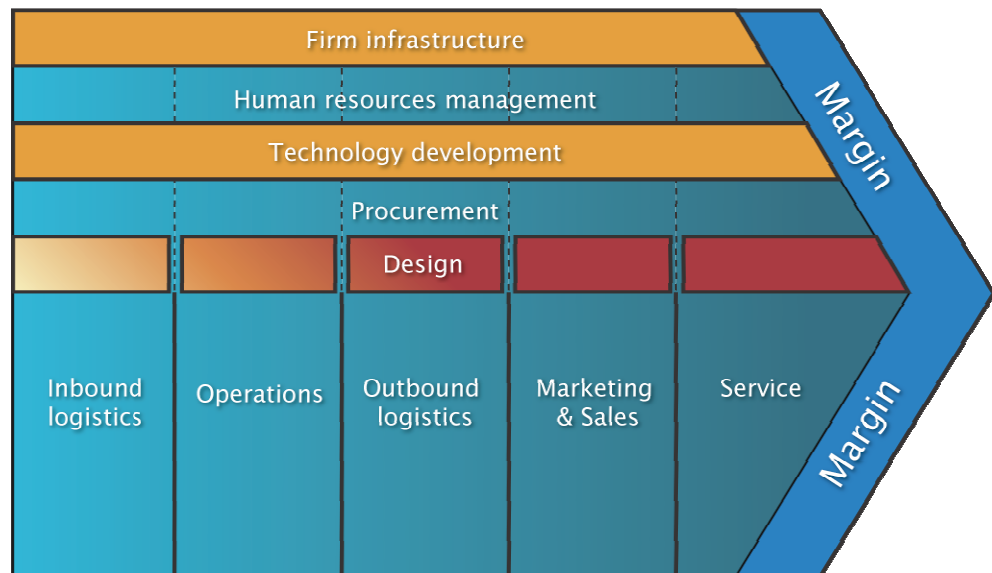 Firm infrastructure
Human resources management
Technology development
Procurement
Design
Inbound
logistics
Operations
Outbound
logistics
Marketing
& Sales
Service
Margin
Margin